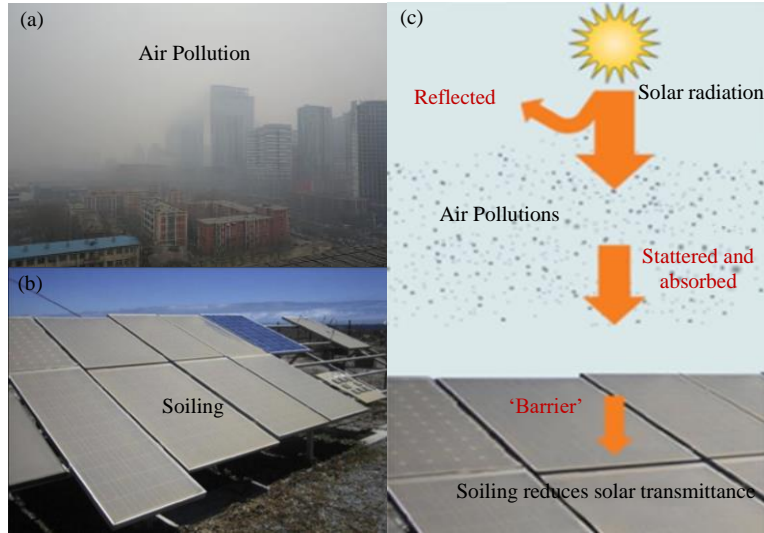 (a)
Air Pollution
(b)
Soiling
(c)
Solar radiation
Reflected
Air Pollutions
Stattered and
absorbed
‘Barrier’
Soiling reduces solar transmittance